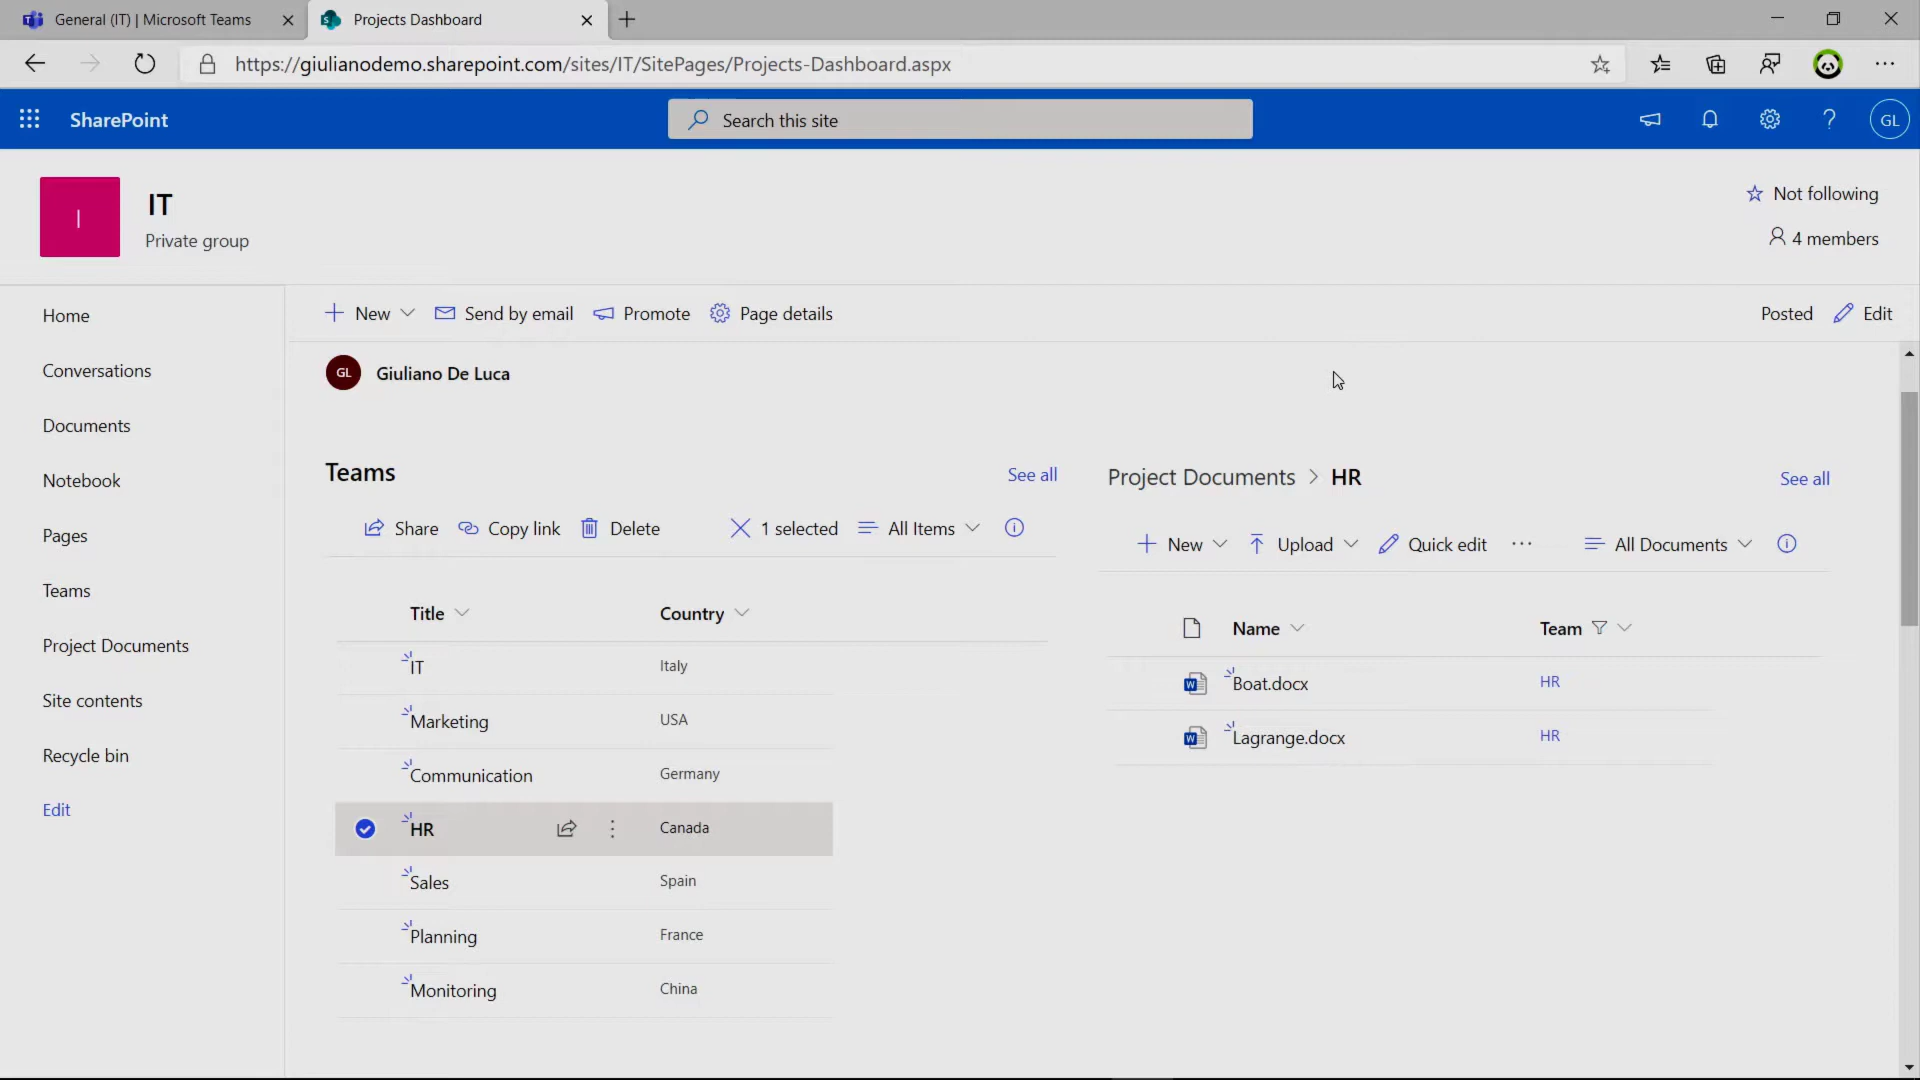 General (IT) | Microsoft Teams
Projects Dashboard
https://giulianodemo.sharepoint.com/sites/IT/SitePages/Projects-Dashboard.aspx
SharePoint
Search this site
GL
I
IT
Private group
Not following
4 members
Home
Conversations
Documents
Notebook
Pages
Teams
Project Documents
Site contents
Recycle bin
Edit
New
Send by email
Promote
Page details
Posted
Edit
GL
Giuliano De Luca
Teams
See all
Share
Copy link
Delete
1 selected
All Items
Title
Country
IT
Italy
Marketing
USA
Communication
Germany
HR
Canada
Sales
Spain
Planning
France
Monitoring
China
Project Documents > HR
See all
New
Upload
Quick edit
All Documents
Name
Team
Boat.docx
HR
Lagrange.docx
HR